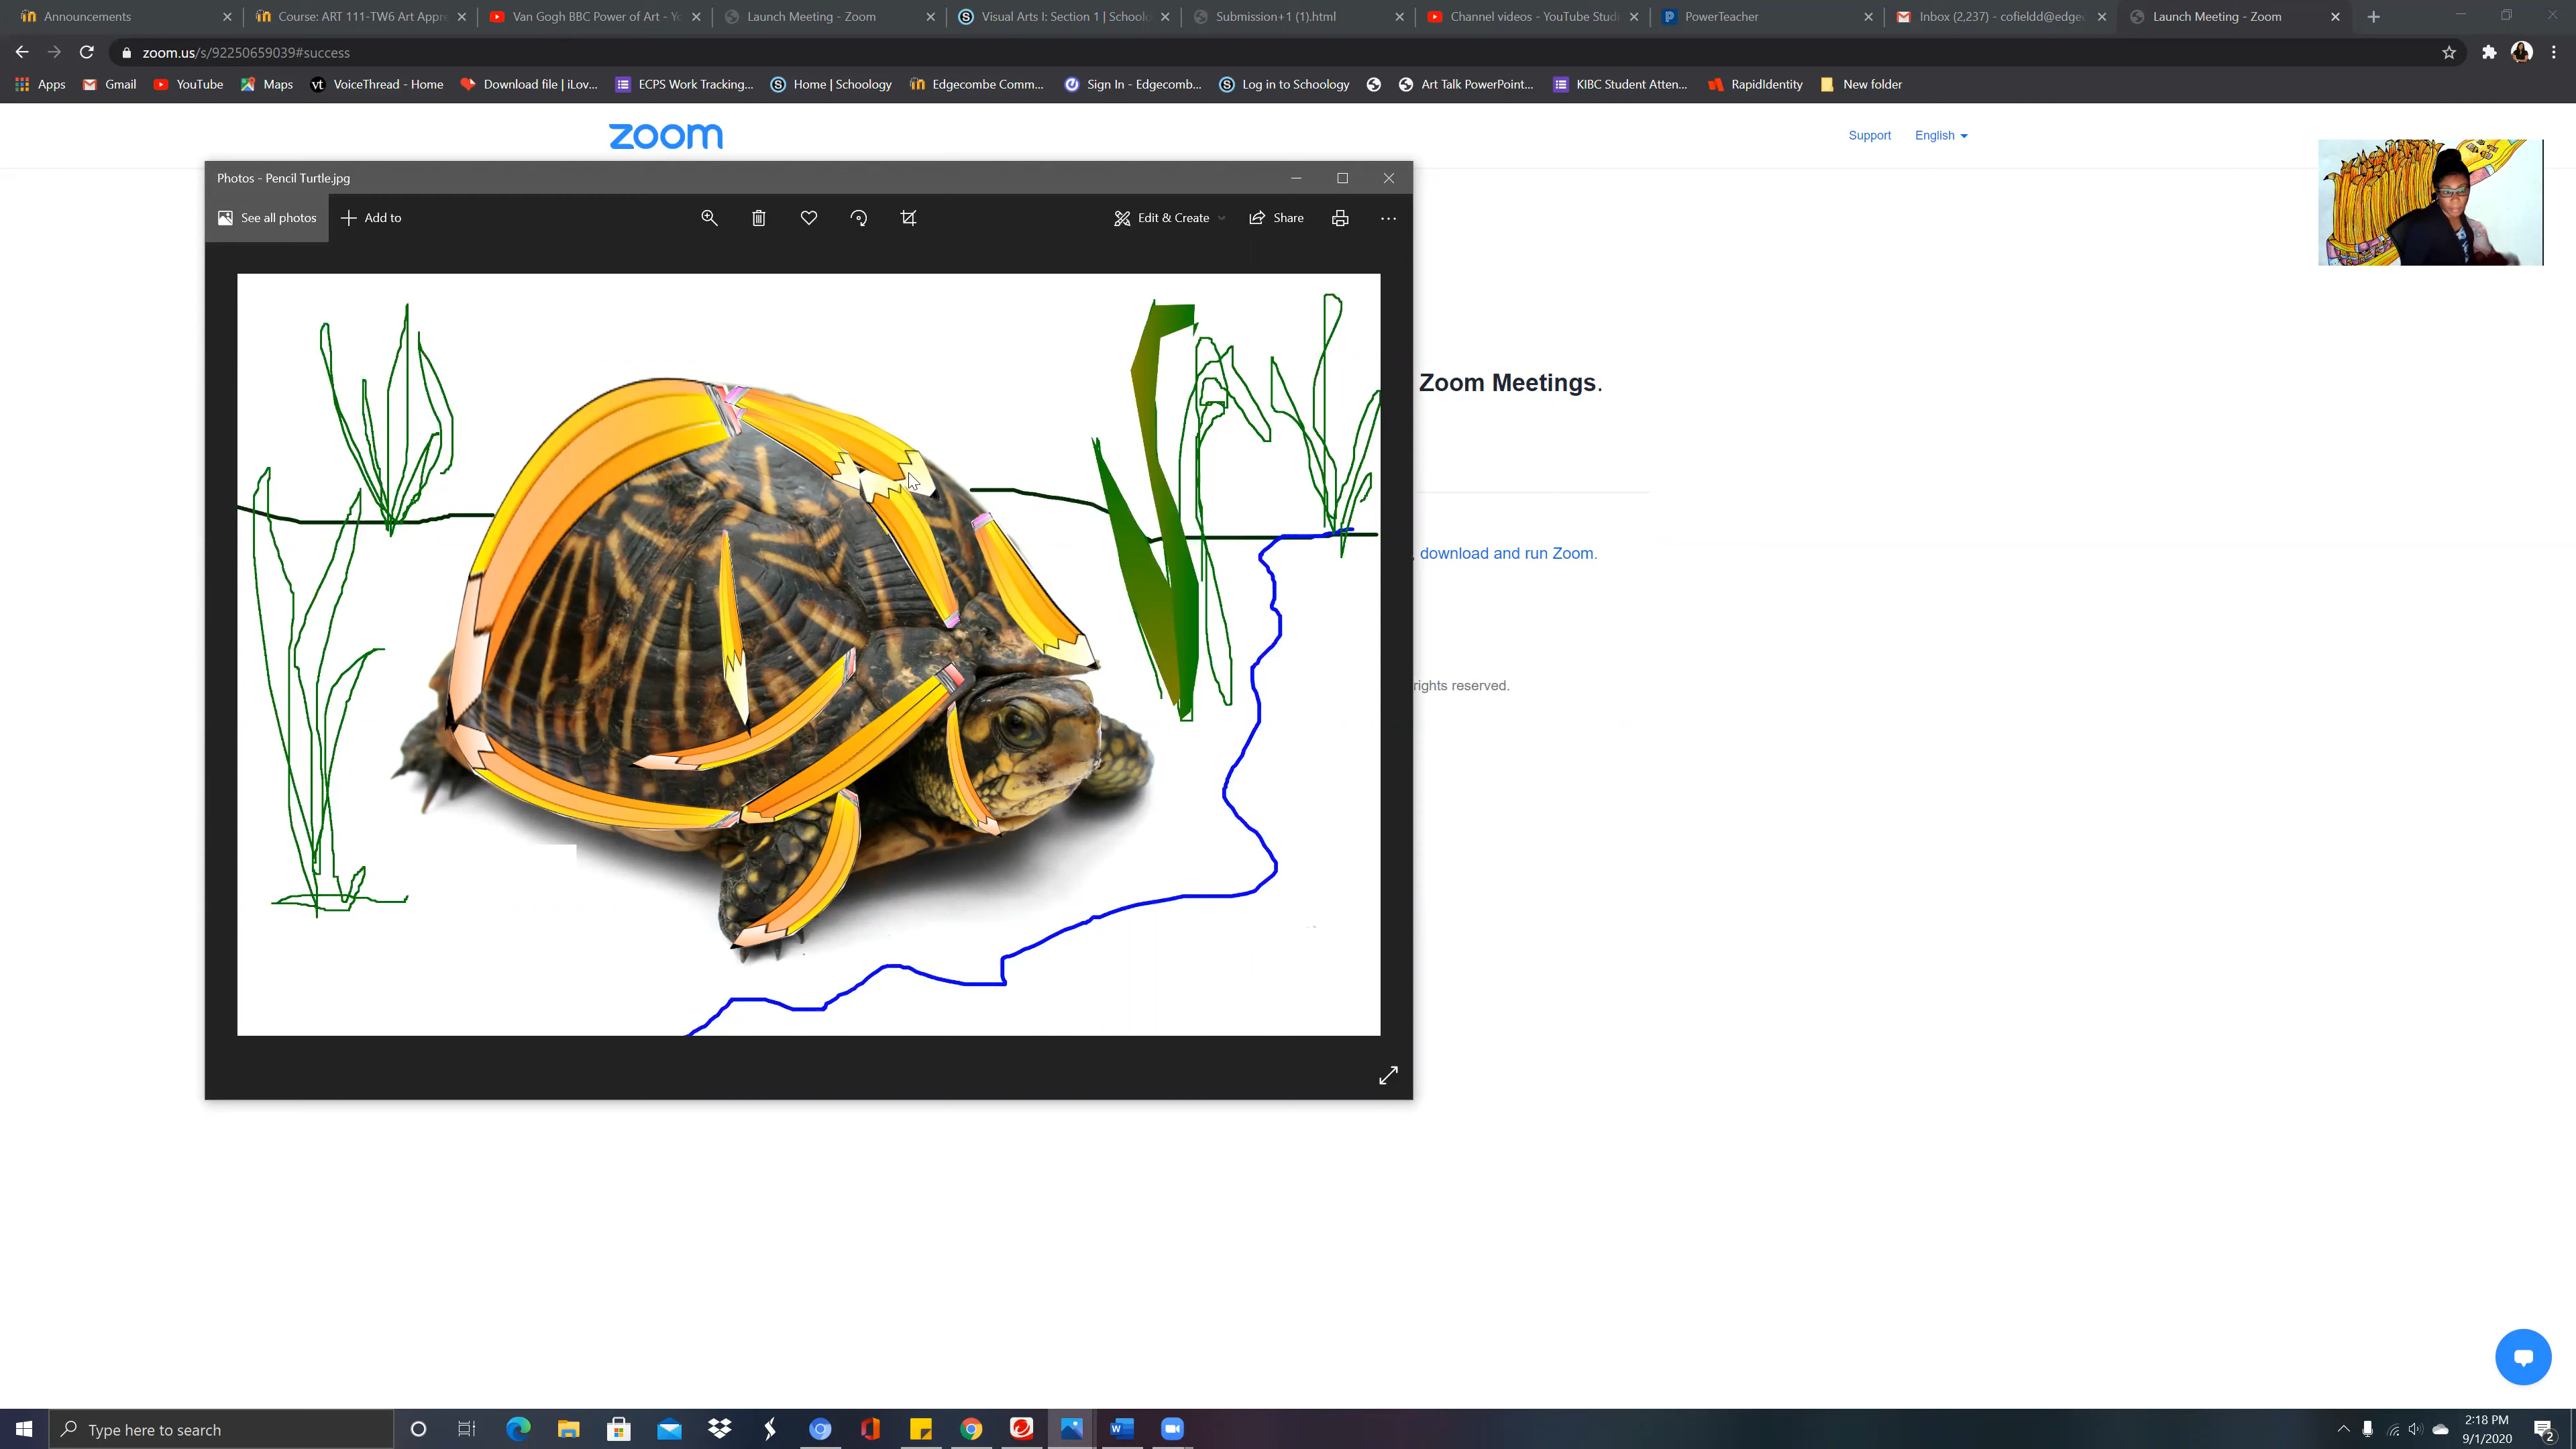 Announcements
Course: ART 111-TW6 Art Appre
Van Gogh BBC Power of Art - Yo
Launch Meeting - Zoom
Visual Arts I: Section 1 | Schoolo
Submission+1 (1).html
Channel videos - YouTube Studi
PowerTeacher
Inbox (2,237) - cofieldd@edgec
Launch Meeting - Zoom
zoom.us/s/92250659039#success
Apps
Gmail
YouTube
Maps
VoiceThread - Home
Download file | iLov...
ECPS Work Tracking...
Home | Schoology
Edgecombe Comm...
Sign In - Edgecomb...
Log in to Schoology
Art Talk PowerPoint...
KIBC Student Atten...
RapidIdentity
New folder
zoom
Support
English
Photos - Pencil Turtle.jpg
See all photos
Add to
Edit & Create
Share
Zoom Meetings.
, download and run Zoom.
rights reserved.
Type here to search
2:18 PM
9/1/2020
2